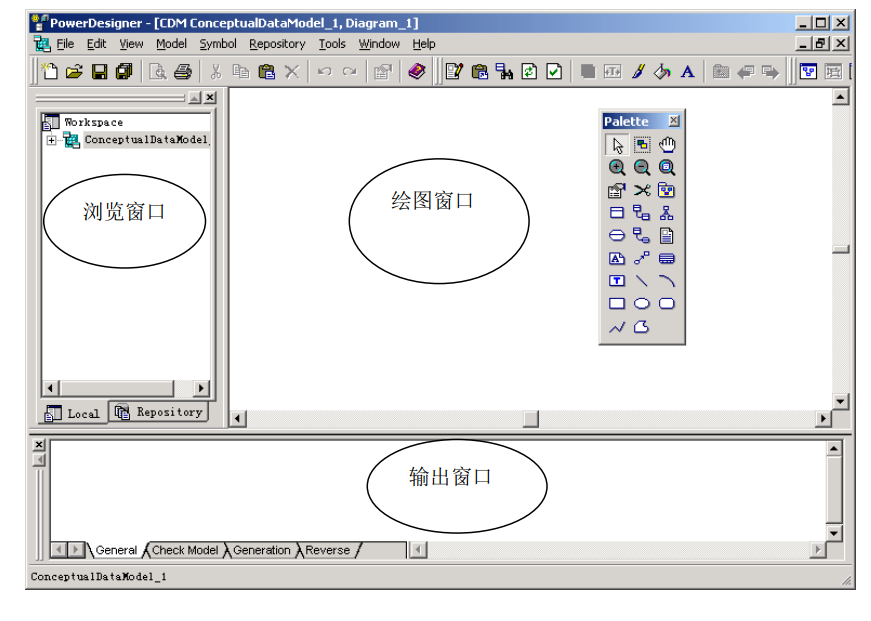 PowerDesigner - [CDM ConceptualDataModel_1, Diagram_1]
File Edit View Model Symbol Repository Tools Window Help
Workspace
ConceptualDataModel
浏览窗口
绘图窗口
Palette
Local Repository
输出窗口
General Check Model Generation Reverse
ConceptualDataModel_1